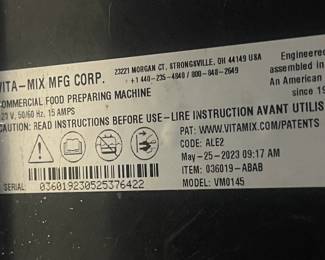 VITA-MIX MFG CORP.
23221 MORGAN CT, STRONGSVILLE, OH 44149 USA
+1 440-235-4840 / 800-848-2649
Engineered
assembled in
An American
since 19
COMMERCIAL FOOD PREPARING MACHINE
V, 50/60 Hz, 15 AMPS
CAUTION: READ INSTRUCTIONS BEFORE USE-LIRE INSTRUCTION AVANT UTILIS
PAT: WWW.VITAMIX.COM/PATENTS
CODE: ALE2
May-25-2023 09:17 AM
ITEM: 036019-ABAB
MODEL: VM0145
SERIAL:
036019230525376422